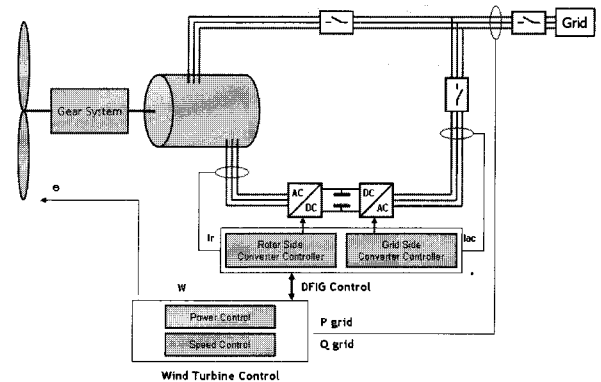 Grid
Gear System
ɵ
AC
DC
DC
AC
Ir
Iac
Rotor Side
Converter Controller
Grid Side
Converter Controller
W
DFIG Control
Power Control
Speed Control
P grid
Q grid
Wind Turbine Control